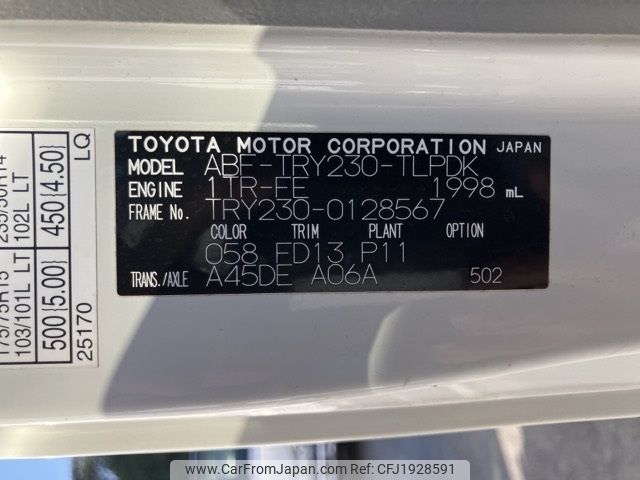 TOYOTA MOTOR CORPORATION JAPAN
MODEL ABF-TRY230-TLPDK
ENGINE 1TR-FE 1998 mL
FRAME No. TRY230-0128567
COLOR TRIM PLANT OPTION
058 ED13 P11
TRANS./AXLE A45DE A06A 502
103/101L LT
102L LT
500{5.00} 450{4.50}
25170 LQ
www.CarFromJapan.com - CFJ1928591